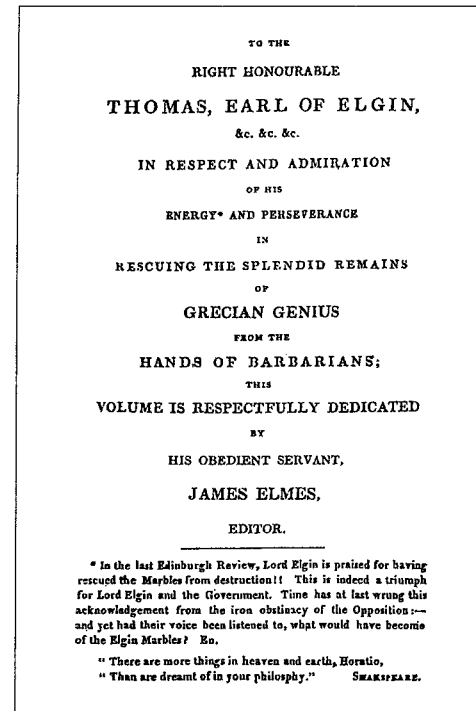 TO THE
RIGHT HONOURABLE
THOMAS, EARL OF ELGIN,
&c. &c. &c.
IN RESPECT AND ADMIRATION
OF HIS
ENERGY* AND PERSEVERANCE
IN
RESCUING THE SPLENDID REMAINS
OF
GRECIAN GENIUS
FROM THE
HANDS OF BARBARIANS;
THIS
VOLUME IS RESPECTFULLY DEDICATED
BY
HIS OBEDIENT SERVANT,
JAMES ELMES,
EDITOR.
* In the last Edinburgh Review, Lord Elgin is praised for having
rescued the Marbles from destruction!! This is indeed a triumph
for Lord Elgin and the Government. Time has at last wrung this
acknowledgement from the iron obstinacy of the Opposition:—
and yet had their voice been listened to, what would have become
of the Elgin Marbles? ED.
" There are more things in heaven and earth, Horatio,
" Than are dreamt of in your philosphy." SHAKSPEARE.